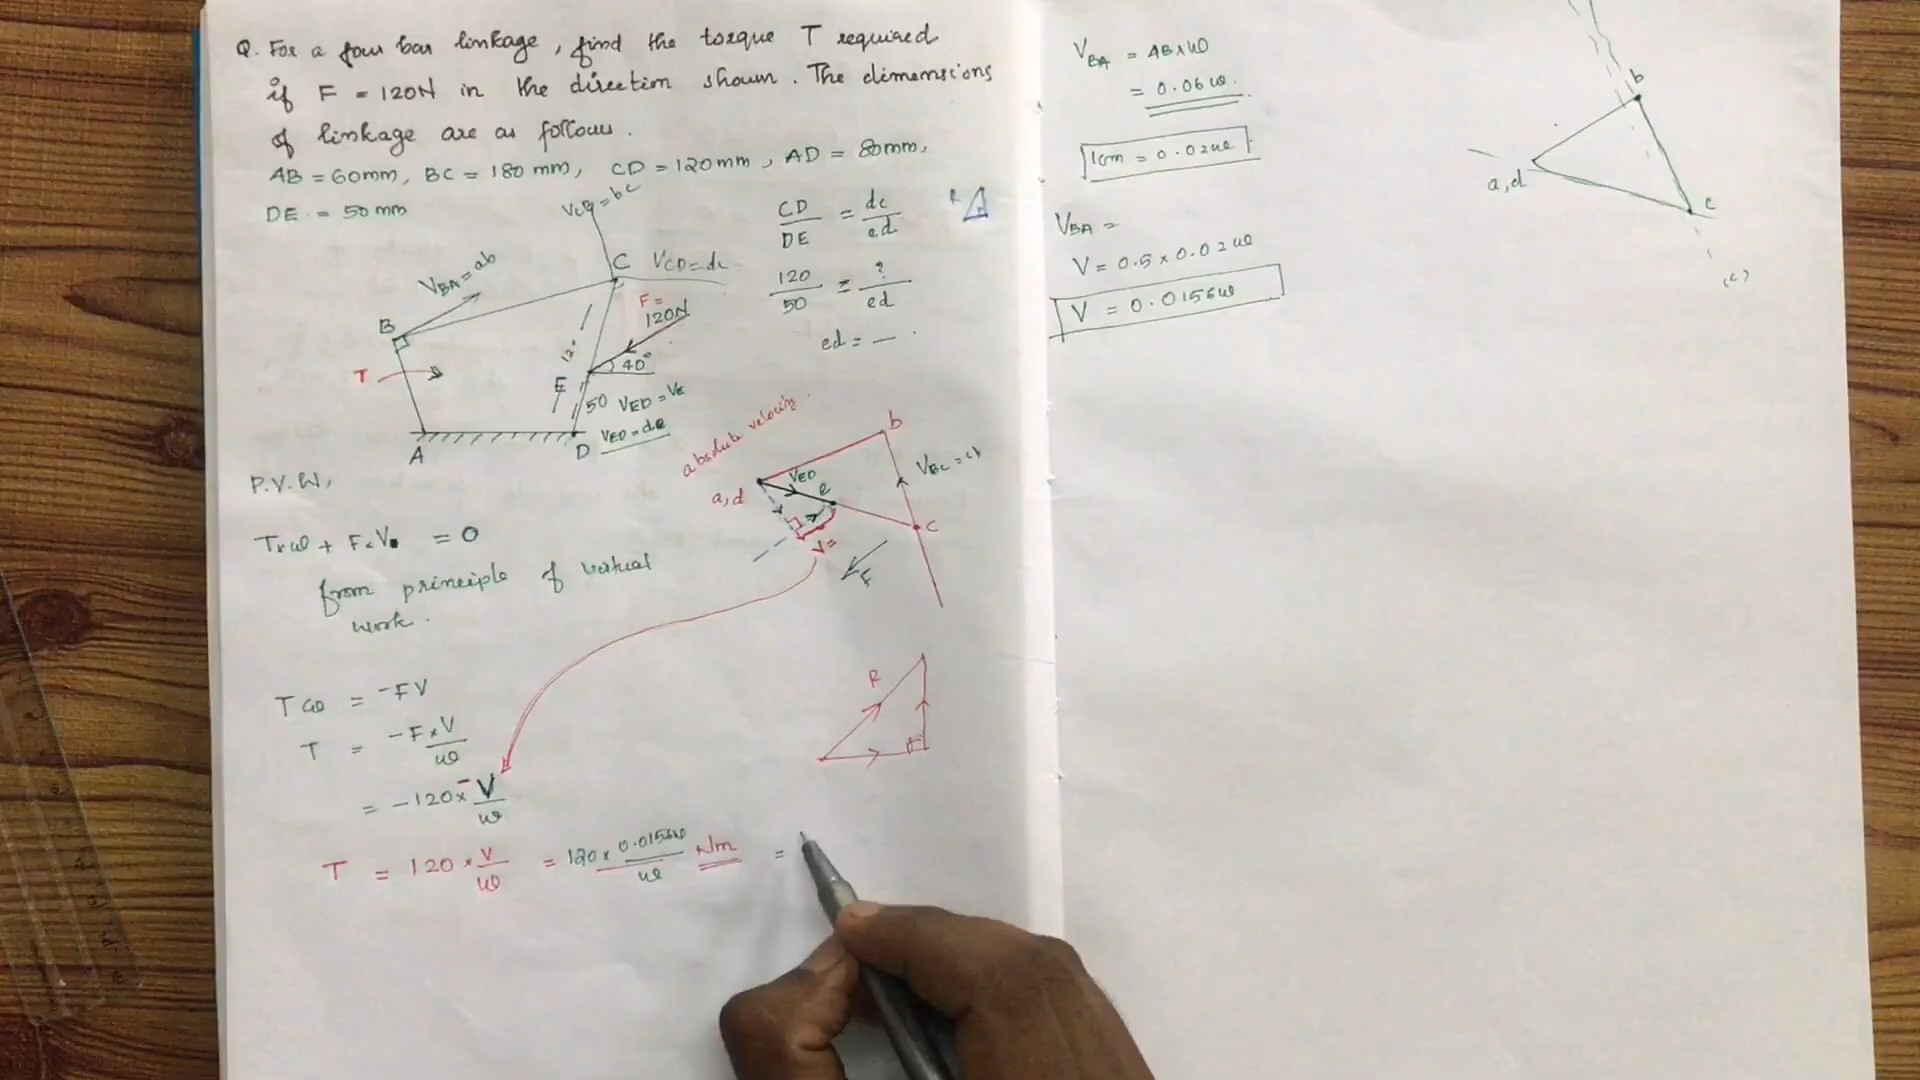 Q. For a four bar linkage, find the torque T required
if F = 120N in the direction shown. The dimensions
of linkage are as follows.
AB = 60mm, BC = 180 mm, CD = 120mm, AD = 80mm,
DE = 50 mm
CD/DE = dc/ed
120/50 = ?/ed
ed = —
R
VCB = bc
VBA = ab
C VCD = dc
B
F =
120N
T
120
40°
E
50 VED = VE
VED = de
A
D
P.V.W,
T×ω + F×V = 0
from principle of virtual
work.
absolute velocity.
a,d
VED
e
b
VBC = cb
c
V=
F
Tω = -FV
T = -F×V/ω
= -120× -V/ω
R
T = 120 × V/ω = 120 × 0.0156ω/ω Nm =
VBA = AB×ω
= 0.06ω.
1cm = 0.02ω
VBA =
V = 0.5 × 0.02ω
V = 0.0156ω
b
a,d
c
(c)